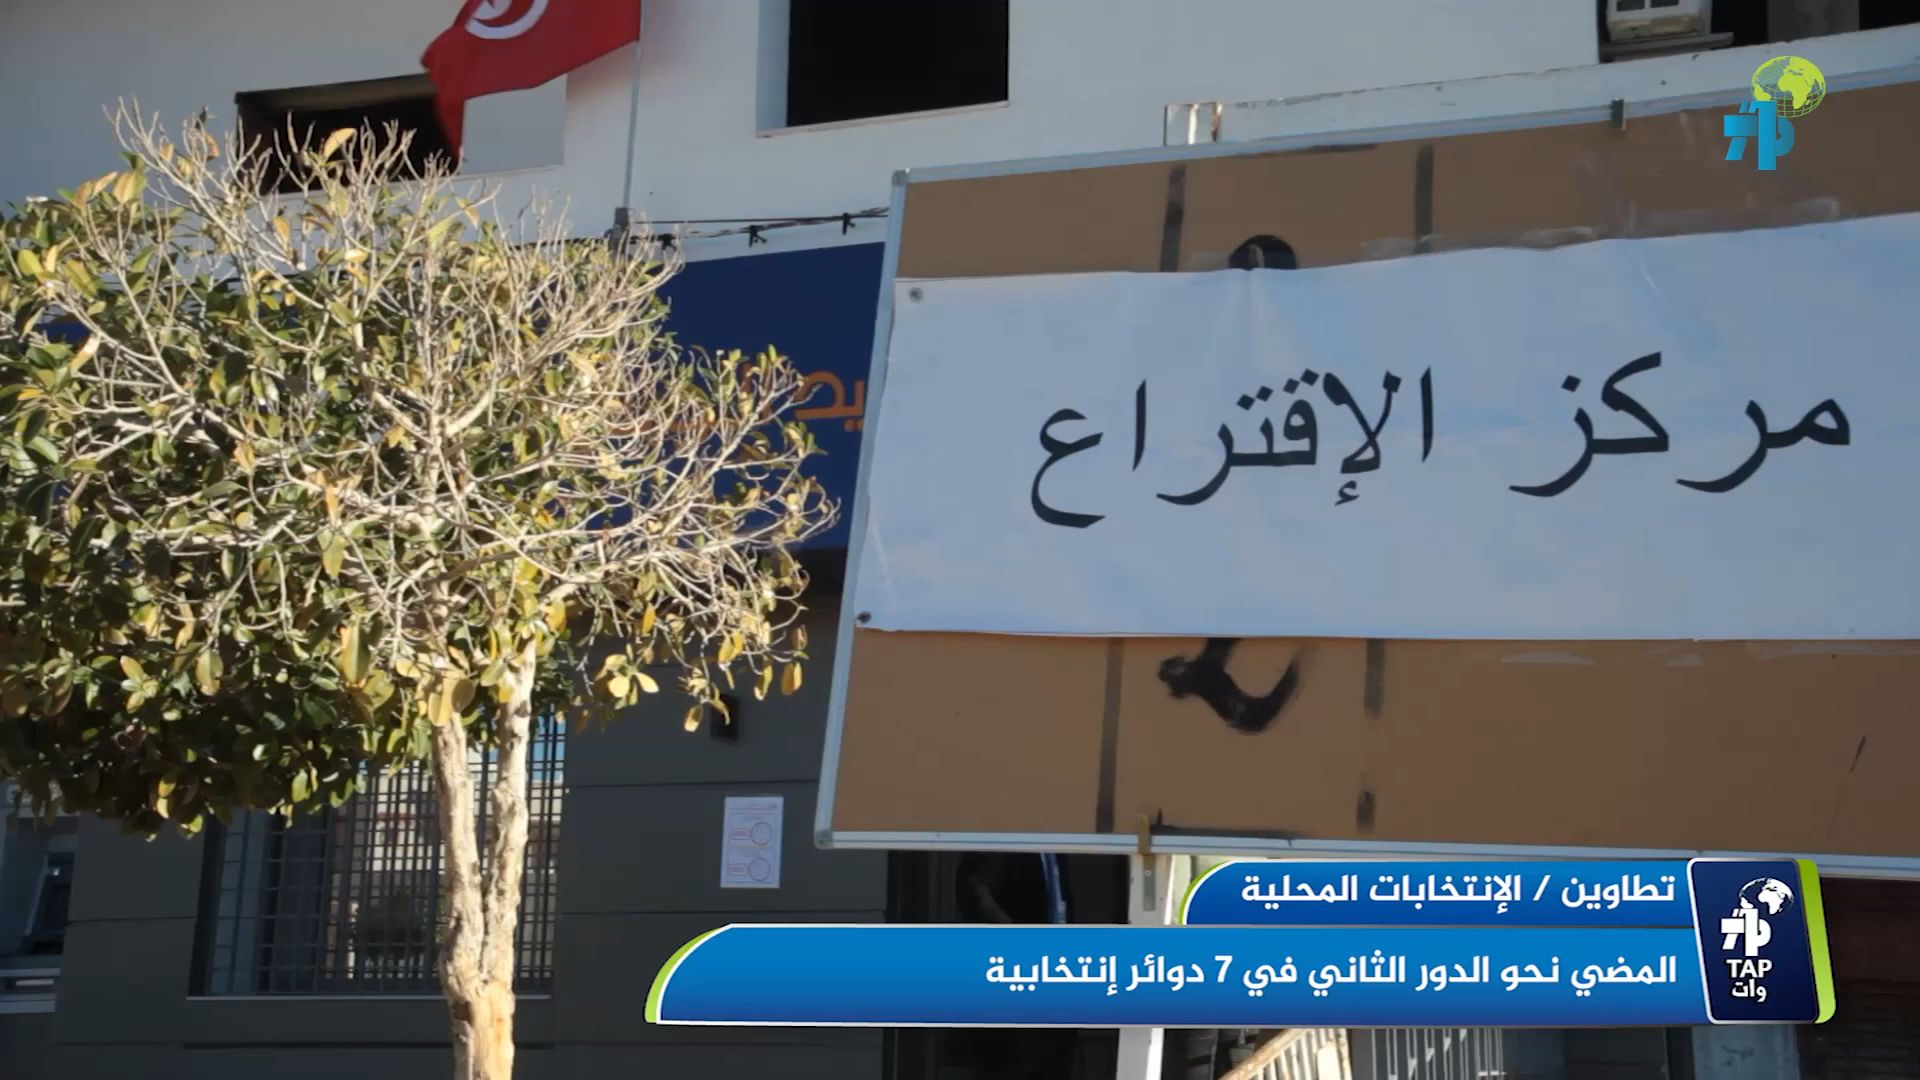 مركز الإقتراع
تطاوين / الإنتخابات المحلية
المضي نحو الدور الثاني في 7 دوائر إنتخابية
TAP
وات